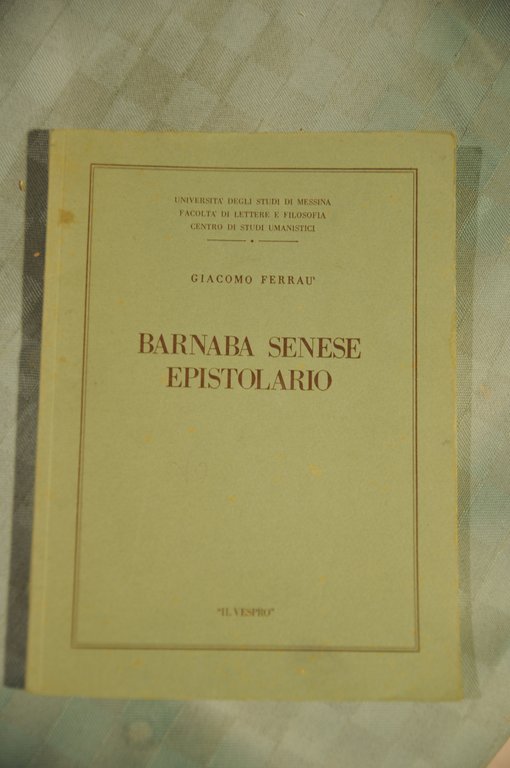 UNIVERSITA' DEGLI STUDI DI MESSINA
FACOLTA' DI LETTERE E FILOSOFIA
CENTRO DI STUDI UMANISTICI
GIACOMO FERRAU'
BARNABA SENESE
EPISTOLARIO
"IL VESPRO"